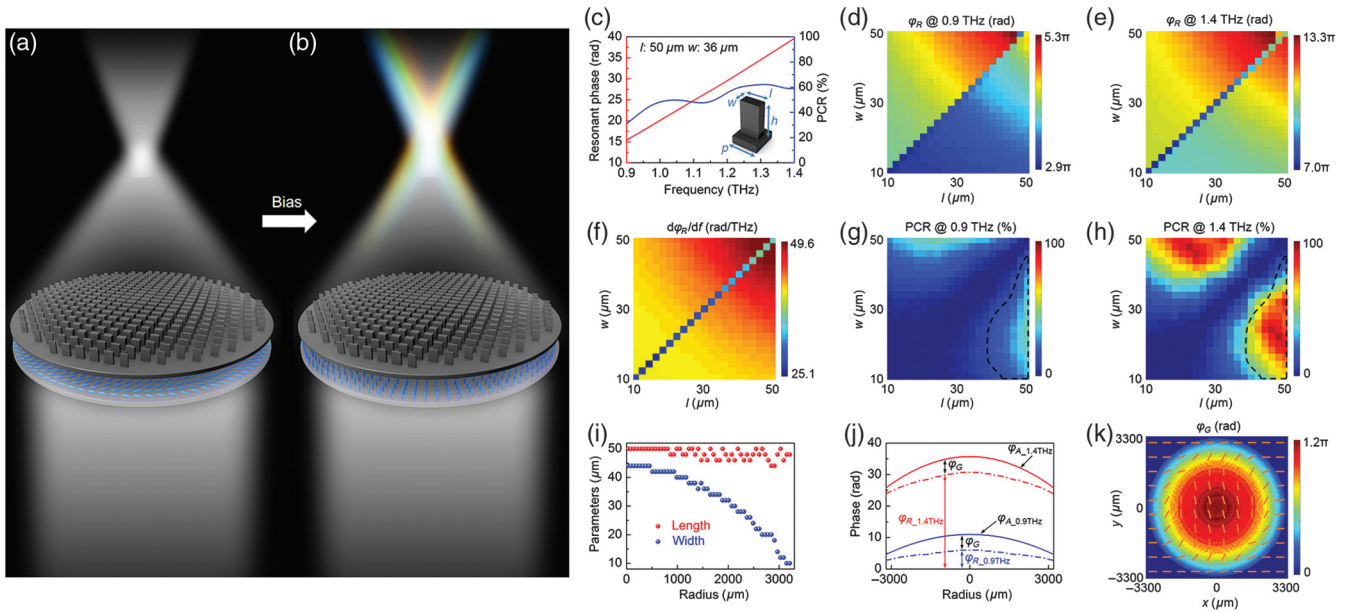 (a)
(b)
Bias
(c)
l: 50 μm w: 36 μm
Resonant phase (rad)
40
35
30
25
20
15
10
100
80
60
40
20
0
PCR (%)
w
l
h
p
0.9
1.0
1.1
1.2
1.3
1.4
Frequency (THz)
(d)
φR @ 0.9 THz (rad)
w (μm)
50
30
10
10
30
50
l (μm)
5.3π
2.9π
(e)
φR @ 1.4 THz (rad)
w (μm)
50
30
10
10
30
50
l (μm)
13.3π
7.0π
(f)
dφR/df (rad/THz)
w (μm)
50
30
10
10
30
50
l (μm)
49.6
25.1
(g)
PCR @ 0.9 THz (%)
w (μm)
50
30
10
10
30
50
l (μm)
100
0
(h)
PCR @ 1.4 THz (%)
w (μm)
50
30
10
10
30
50
l (μm)
100
0
(i)
Parameters (μm)
50
40
30
20
10
Length
Width
0
1000
2000
3000
Radius (μm)
(j)
Phase (rad)
40
30
20
10
0
φA_1.4THz
φG
φR_1.4THz
φA_0.9THz
φG
φR_0.9THz
−3000
0
3000
Radius (μm)
(k)
φG (rad)
3300
y (μm)
0
−3300
−3300
0
3300
x (μm)
1.2π
0